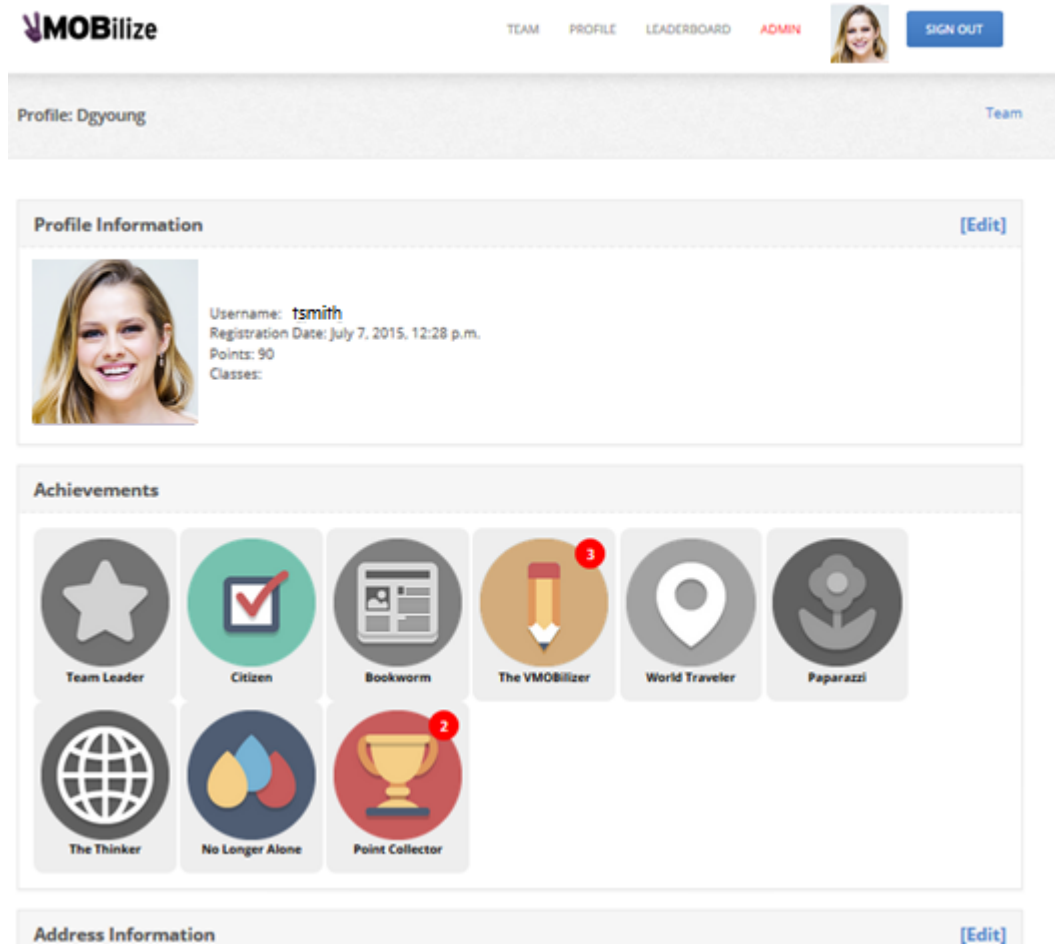 VMOBilize
TEAM PROFILE LEADERBOARD ADMIN SIGN OUT
Profile: Dgyoung Team
Profile Information [Edit]
Username: tsmith
Registration Date: July 7, 2015, 12:28 p.m.
Points: 90
Classes:
Achievements
3
Team Leader Citizen Bookworm The VMOBilizer World Traveler Paparazzi
2
The Thinker No Longer Alone Point Collector
Address Information [Edit]